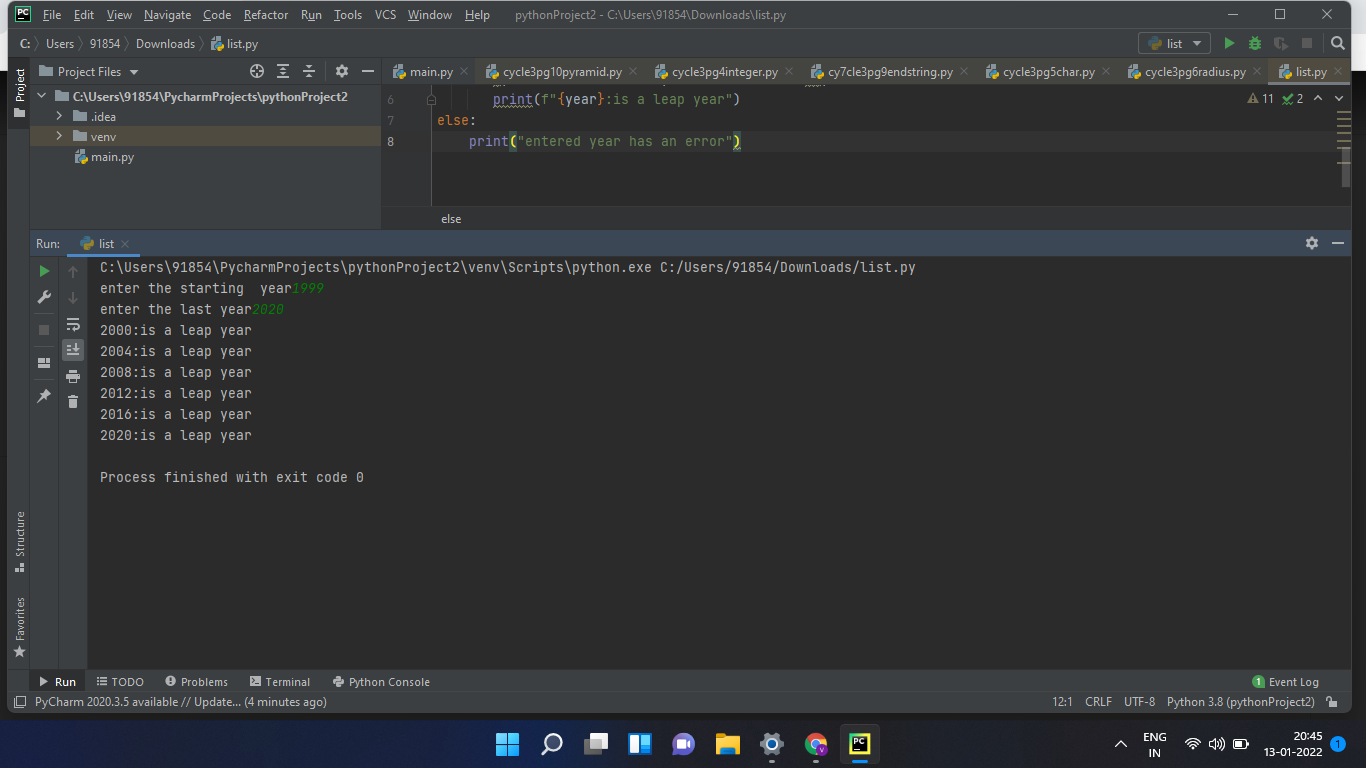 PC File Edit View Navigate Code Refactor Run Tools VCS Window Help pythonProject2 - C:\Users\91854\Downloads\list.py
C: Users 91854 Downloads list.py list
Project Project Files main.py cycle3pg10pyramid.py cycle3pg4integer.py cy7cle3pg9endstring.py cycle3pg5char.py cycle3pg6radius.py list.py
C:\Users\91854\PycharmProjects\pythonProject2
.idea
venv
main.py
6 print(f"{year}:is a leap year") 11 2
7 else:
8 print("entered year has an error")
else
Run: list
C:\Users\91854\PycharmProjects\pythonProject2\venv\Scripts\python.exe C:/Users/91854/Downloads/list.py
enter the starting  year1999
enter the last year2020
2000:is a leap year
2004:is a leap year
2008:is a leap year
2012:is a leap year
2016:is a leap year
2020:is a leap year
Process finished with exit code 0
Structure
Favorites
Run TODO Problems Terminal Python Console 1 Event Log
PyCharm 2020.3.5 available // Update... (4 minutes ago) 12:1 CRLF UTF-8 Python 3.8 (pythonProject2)
V PC
ENG
IN
20:45
13-01-2022
1